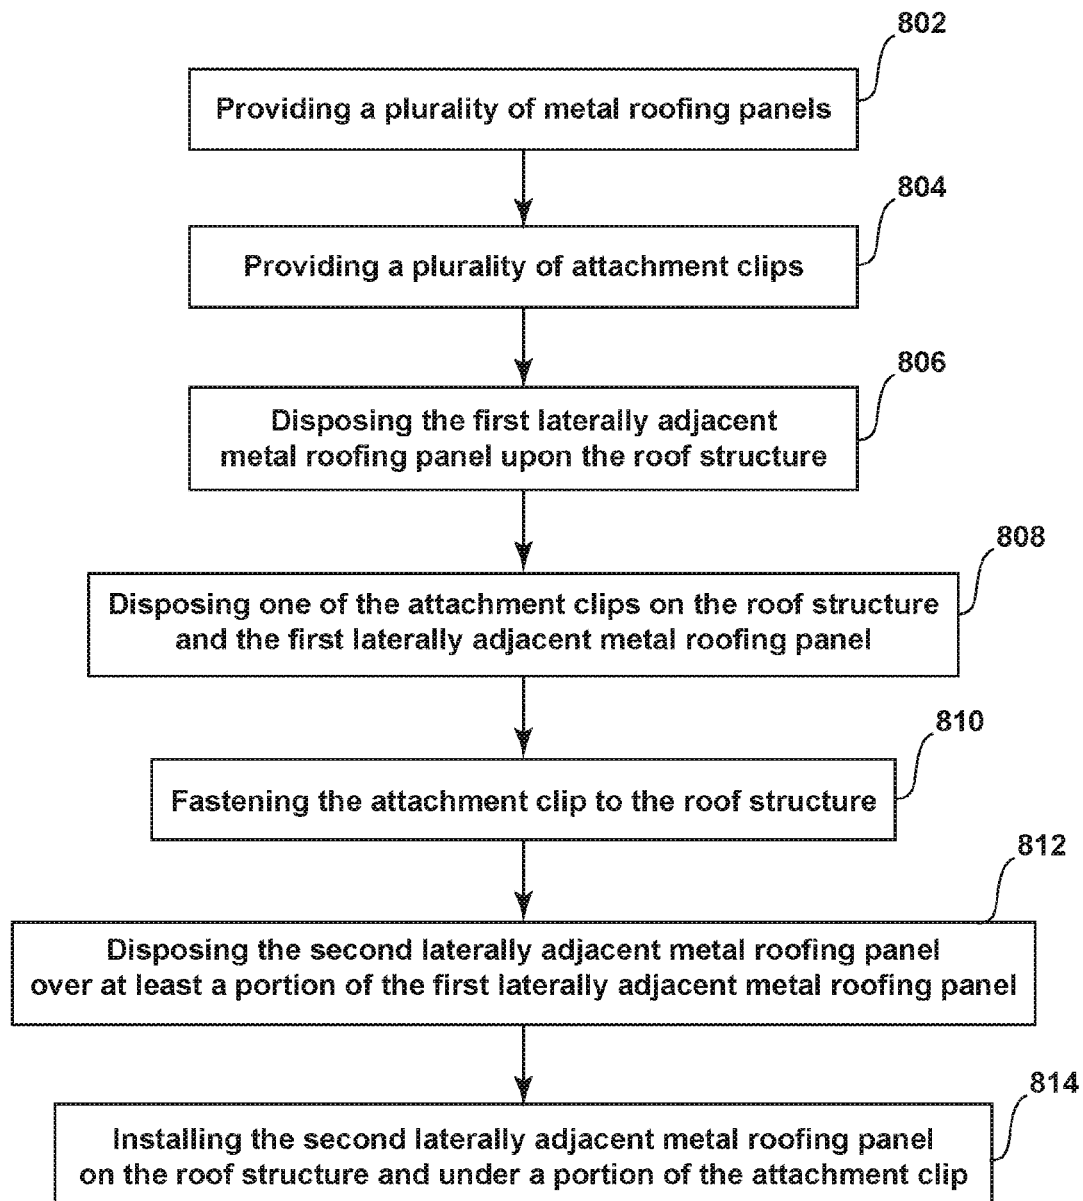 802
Providing a plurality of metal roofing panels
804
Providing a plurality of attachment clips
806
Disposing the first laterally adjacent
metal roofing panel upon the roof structure
808
Disposing one of the attachment clips on the roof structure
and the first laterally adjacent metal roofing panel
810
Fastening the attachment clip to the roof structure
812
Disposing the second laterally adjacent metal roofing panel
over at least a portion of the first laterally adjacent metal roofing panel
814
Installing the second laterally adjacent metal roofing panel
on the roof structure and under a portion of the attachment clip